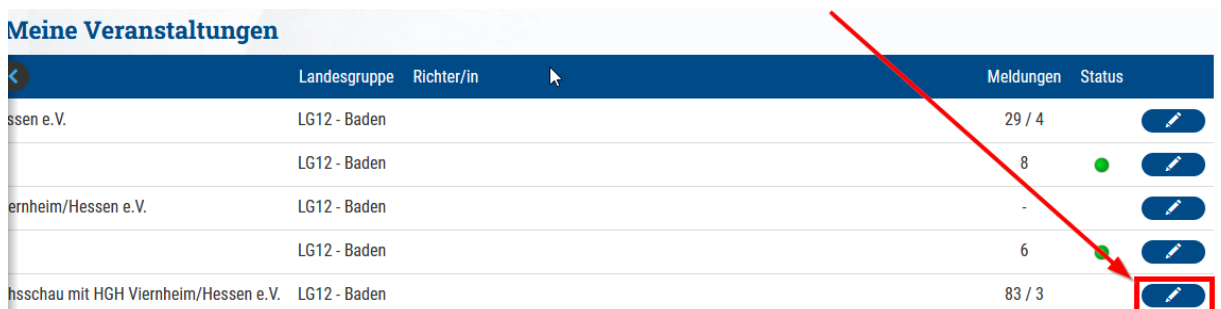 Meine Veranstaltungen
Landesgruppe Richter/in Meldungen Status
ssen e.V. LG12 - Baden 29 / 4
LG12 - Baden 8
ernheim/Hessen e.V. LG12 - Baden -
LG12 - Baden 6
hsschau mit HGH Viernheim/Hessen e.V. LG12 - Baden 83 / 3